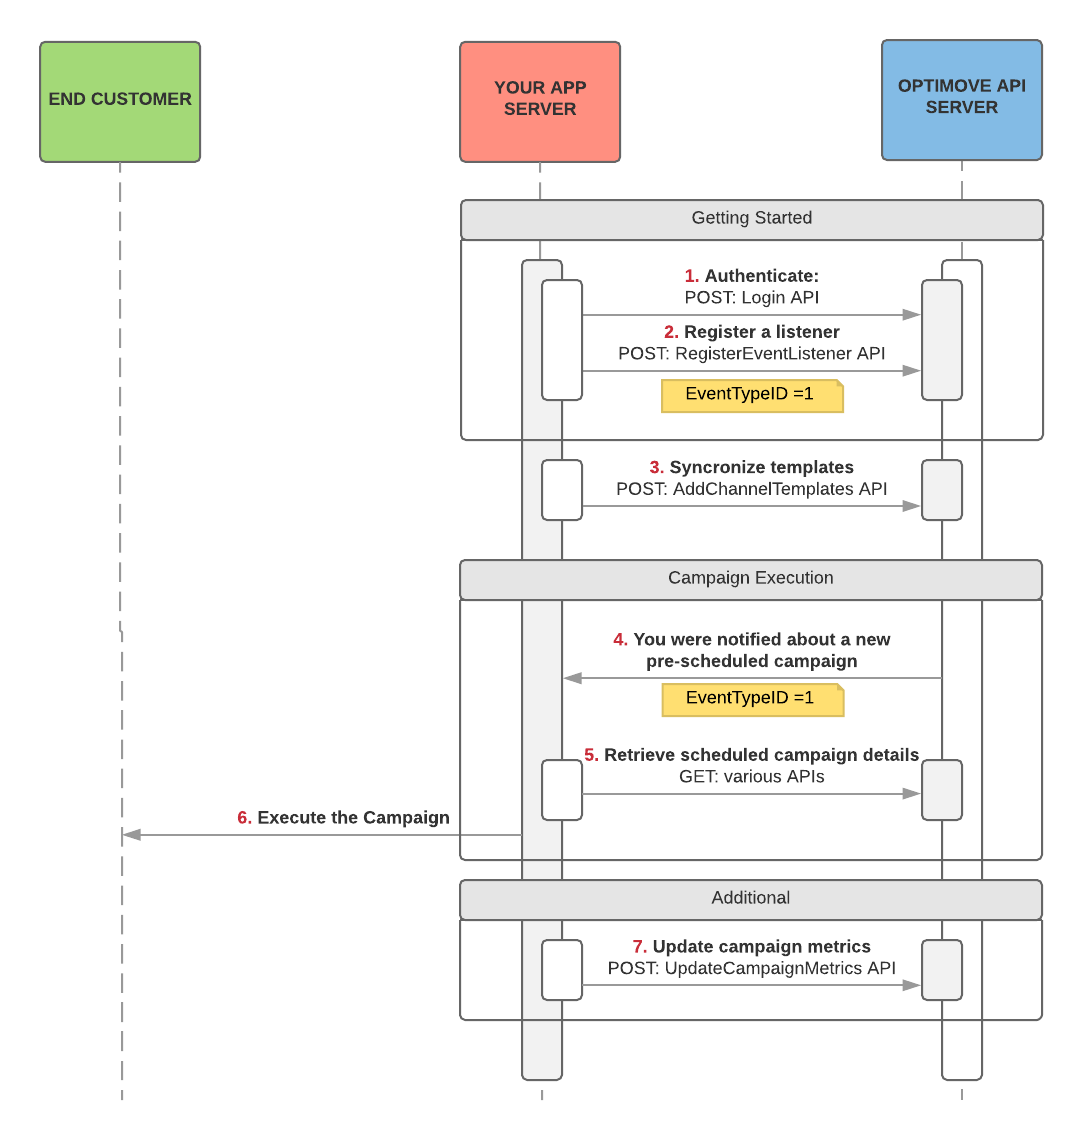 END CUSTOMER
YOUR APP
SERVER
OPTIMOVE API
SERVER
Getting Started
1. Authenticate:
POST: Login API
2. Register a listener
POST: RegisterEventListener API
EventTypeID =1
3. Syncronize templates
POST: AddChannelTemplates API
Campaign Execution
4. You were notified about a new
pre-scheduled campaign
EventTypeID =1
5. Retrieve scheduled campaign details
GET: various APIs
6. Execute the Campaign
Additional
7. Update campaign metrics
POST: UpdateCampaignMetrics API